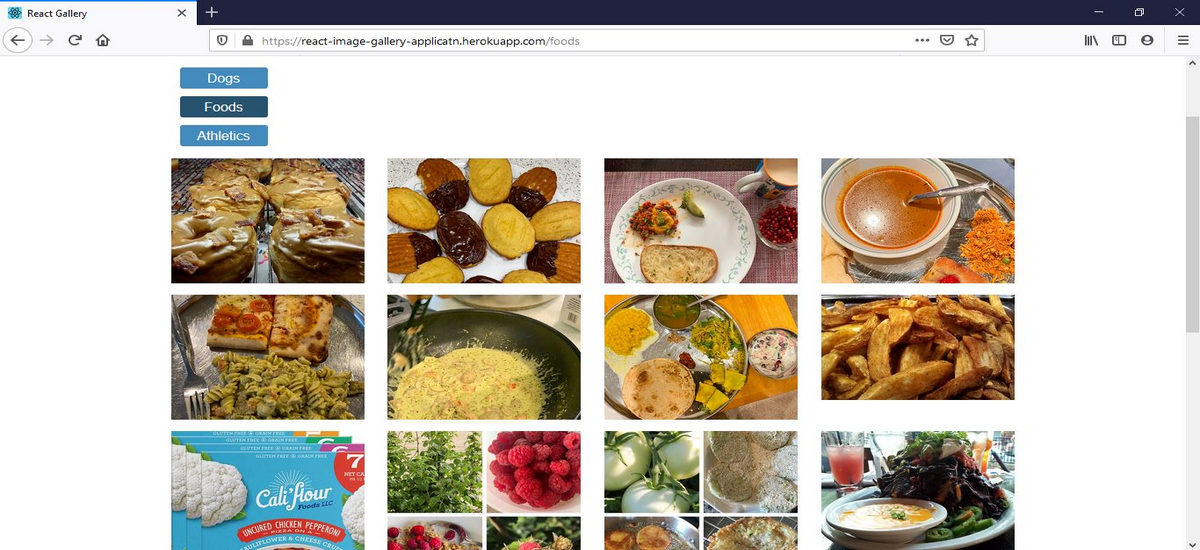 React Gallery
https://react-image-gallery-applicatn.herokuapp.com/foods
Dogs
Foods
Athletics
GLUTEN FREE GRAIN FREE
GLUTEN FREE GRAIN FREE
GLUTEN FREE GRAIN FREE
GLUTEN FREE GRAIN FREE
7
NET CA
Cali'flour
Foods LLC
UNCURED CHICKEN PEPPERONI
PIZZA ON A
CAULIFLOWER & CHEESE CRU